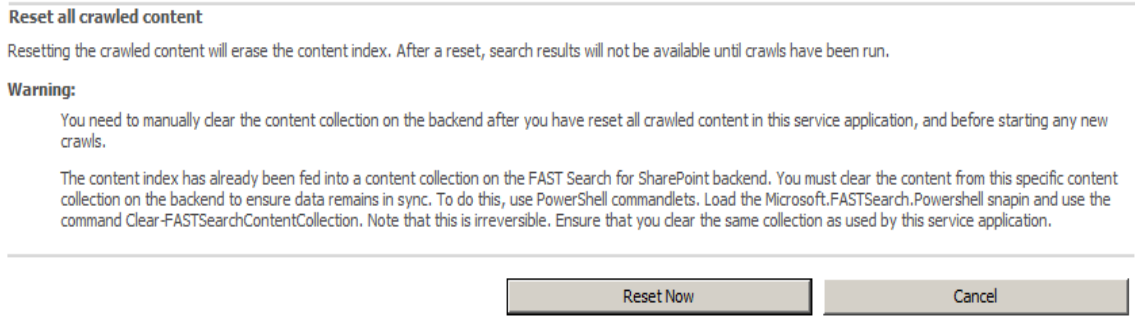 Reset all crawled content
Resetting the crawled content will erase the content index. After a reset, search results will not be available until crawls have been run.
Warning:
You need to manually clear the content collection on the backend after you have reset all crawled content in this service application, and before starting any new
crawls.
The content index has already been fed into a content collection on the FAST Search for SharePoint backend. You must clear the content from this specific content
collection on the backend to ensure data remains in sync. To do this, use PowerShell commandlets. Load the Microsoft.FASTSearch.Powershell snapin and use the
command Clear-FASTSearchContentCollection. Note that this is irreversible. Ensure that you clear the same collection as used by this service application.
Reset Now
Cancel